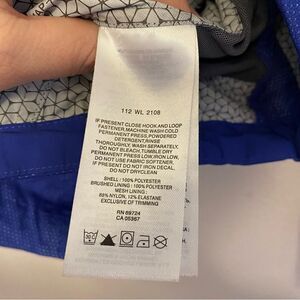 112 WL 2108
IF PRESENT CLOSE HOOK AND LOOP
FASTENER, MACHINE WASH COLD
PERMANENT PRESS, POWDERED
DETERGENT, RINSE
THOROUGHLY, WASH SEPARATELY,
DO NOT BLEACH, TUMBLE DRY
PERMANENT PRESS LOW, IRON LOW,
DO NOT USE FABRIC SOFTENER,
IF PRESENT DO NOT IRON DECAL,
DO NOT DRYCLEAN
SHELL : 100% POLYESTER
BRUSHED LINING : 100% POLYESTER
MESH LINING :
88% NYLON, 12% ELASTANE
EXCLUSIVE OF TRIMMING
RN 69724
CA 05367